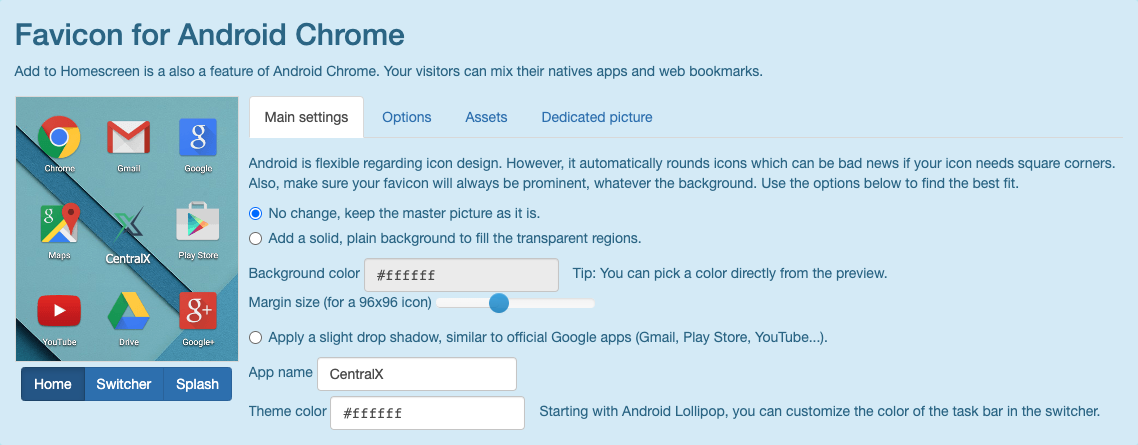 Favicon for Android Chrome
Add to Homescreen is a also a feature of Android Chrome. Your visitors can mix their natives apps and web bookmarks.
Chrome
Gmail
Google
Maps
CentralX
Play Store
YouTube
Drive
Google+
Home
Switcher
Splash
Main settings
Options
Assets
Dedicated picture
Android is flexible regarding icon design. However, it automatically rounds icons which can be bad news if your icon needs square corners.
Also, make sure your favicon will always be prominent, whatever the background. Use the options below to find the best fit.
No change, keep the master picture as it is.
Add a solid, plain background to fill the transparent regions.
Background color #ffffff Tip: You can pick a color directly from the preview.
Margin size (for a 96x96 icon)
Apply a slight drop shadow, similar to official Google apps (Gmail, Play Store, YouTube...).
App name CentralX
Theme color #ffffff Starting with Android Lollipop, you can customize the color of the task bar in the switcher.